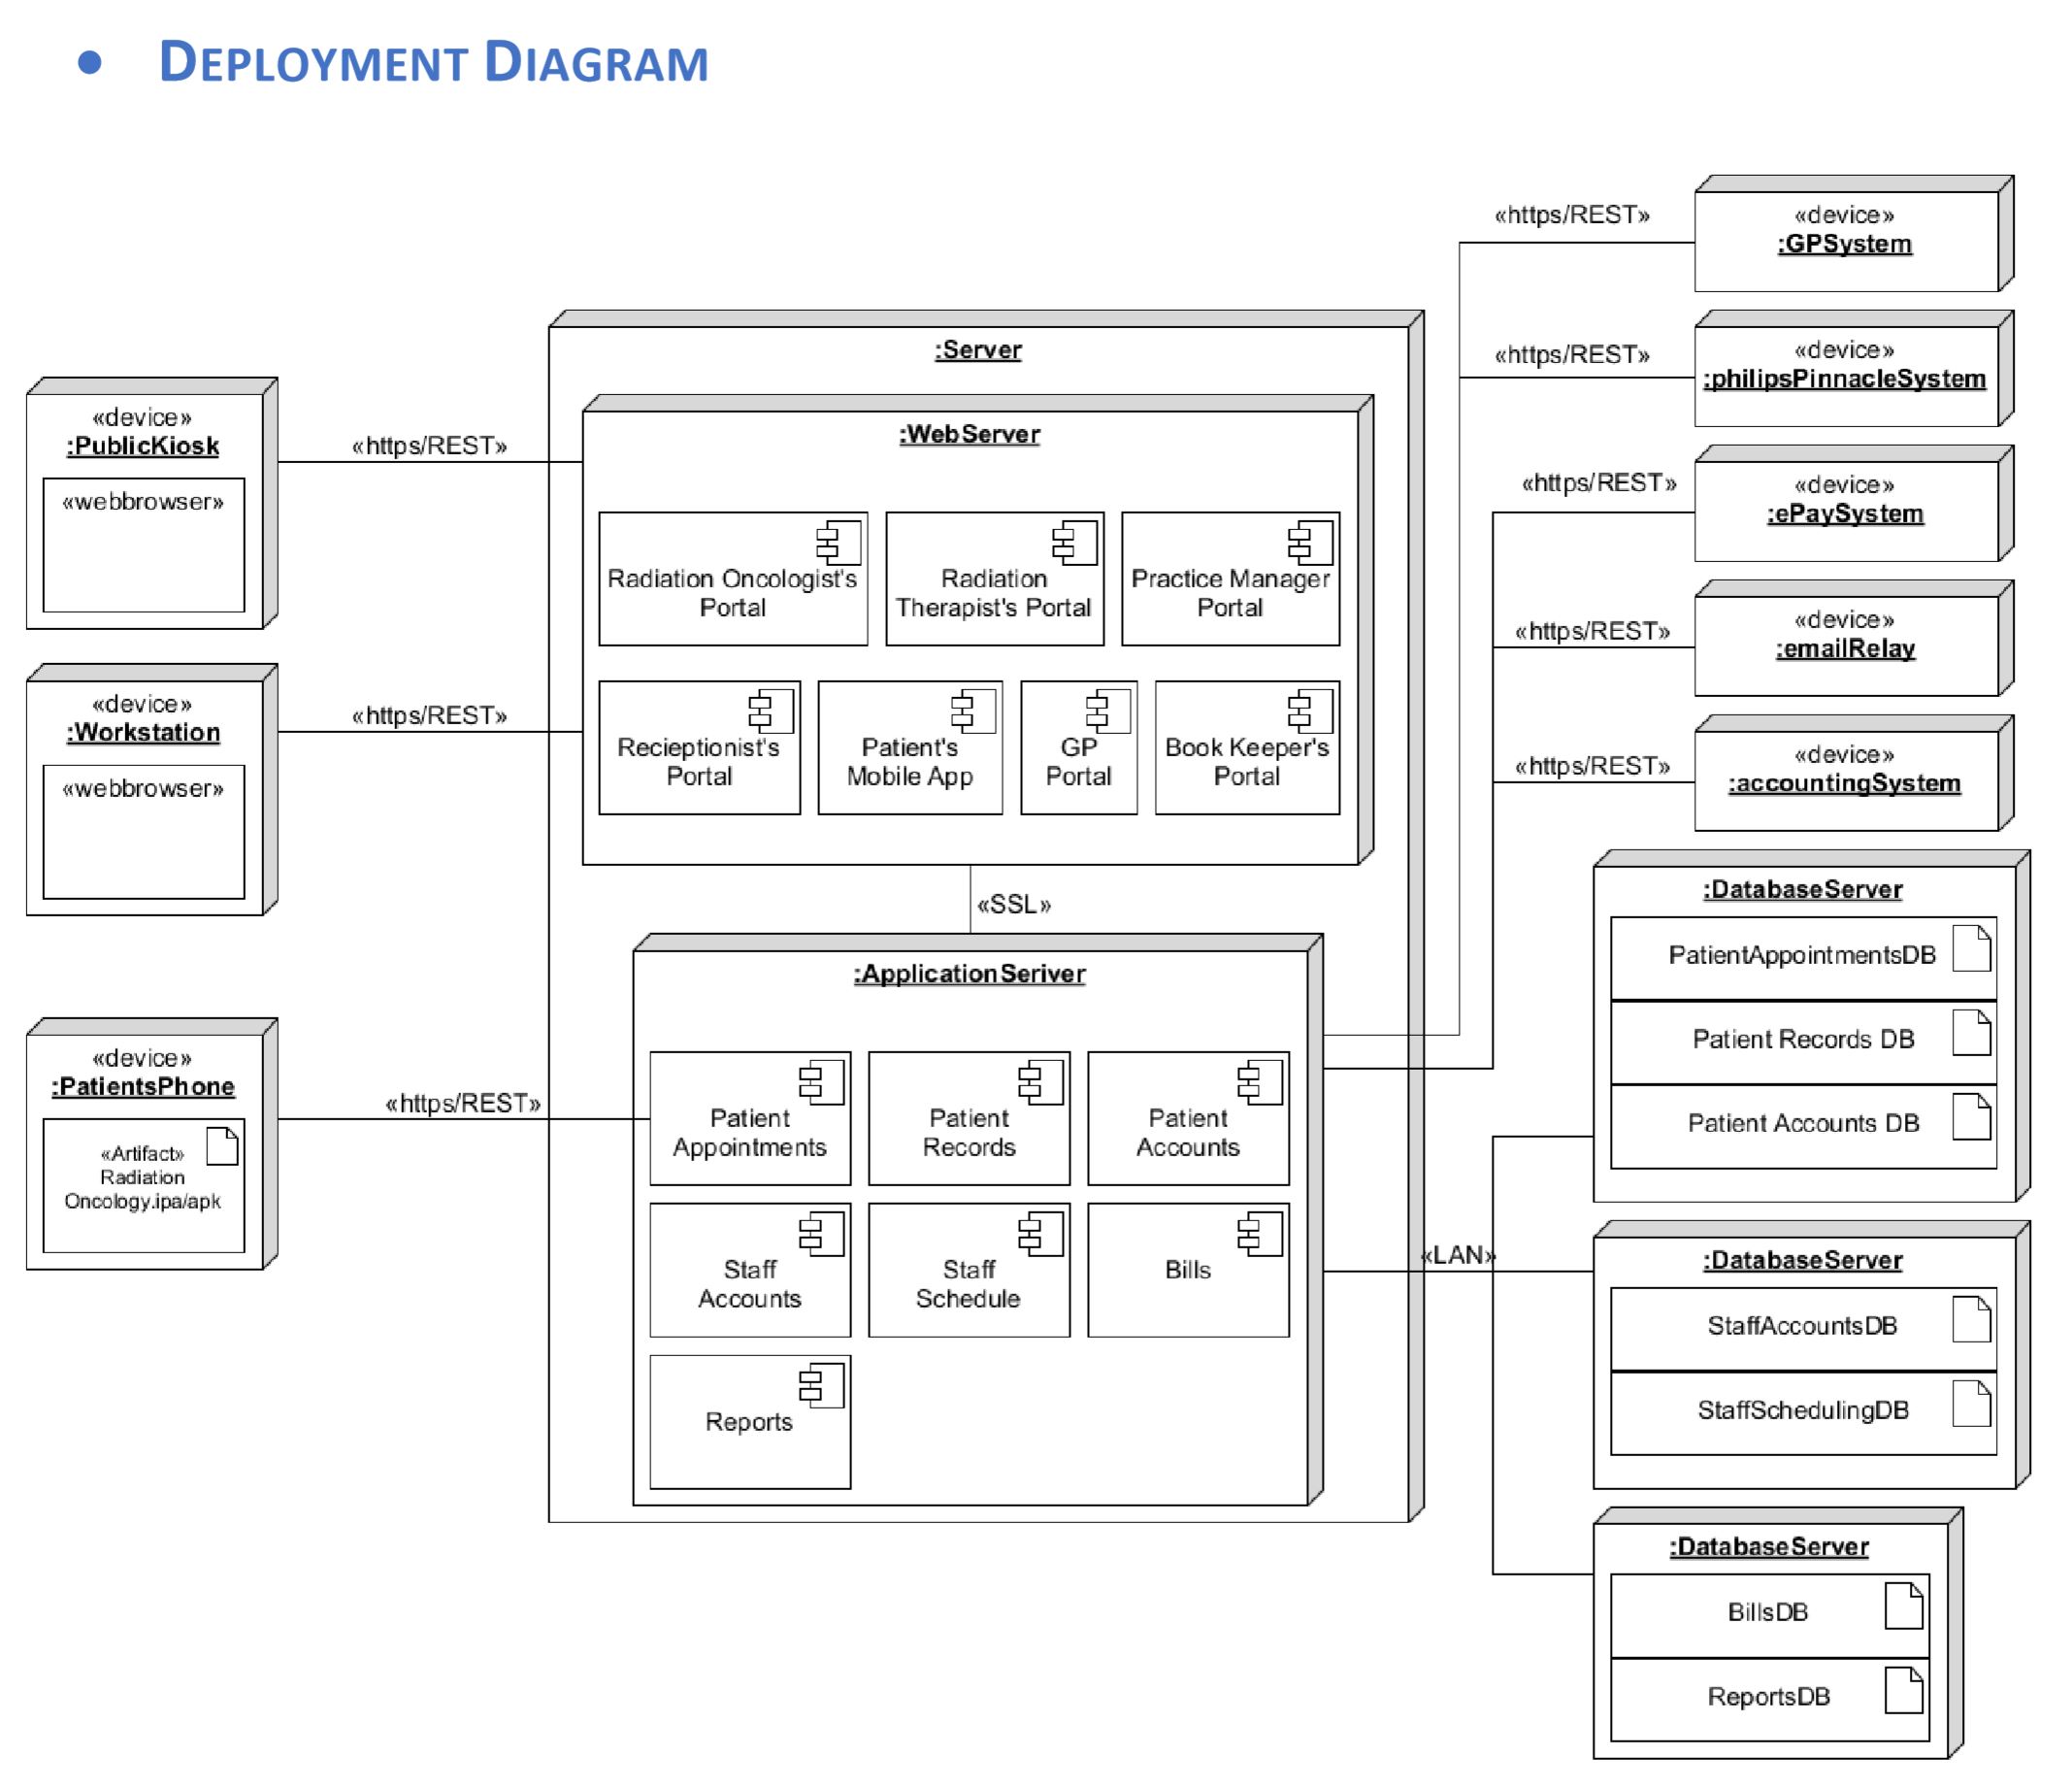 • DEPLOYMENT DIAGRAM
«device»
:PublicKiosk
«webbrowser»
«https/REST»
«device»
:Workstation
«webbrowser»
«https/REST»
«device»
:PatientsPhone
«Artifact»
Radiation
Oncology.ipa/apk
«https/REST»
:Server
:WebServer
Radiation Oncologist's
Portal
Radiation
Therapist's Portal
Practice Manager
Portal
Recieptionist's
Portal
Patient's
Mobile App
GP
Portal
Book Keeper's
Portal
«SSL»
:ApplicationSeriver
Patient
Appointments
Patient
Records
Patient
Accounts
Staff
Accounts
Staff
Schedule
Bills
Reports
«https/REST»
«device»
:GPSystem
«https/REST»
«device»
:philipsPinnacleSystem
«https/REST»
«device»
:ePaySystem
«https/REST»
«device»
:emailRelay
«https/REST»
«device»
:accountingSystem
«LAN»
:DatabaseServer
PatientAppointmentsDB
Patient Records DB
Patient Accounts DB
:DatabaseServer
StaffAccountsDB
StaffSchedulingDB
:DatabaseServer
BillsDB
ReportsDB